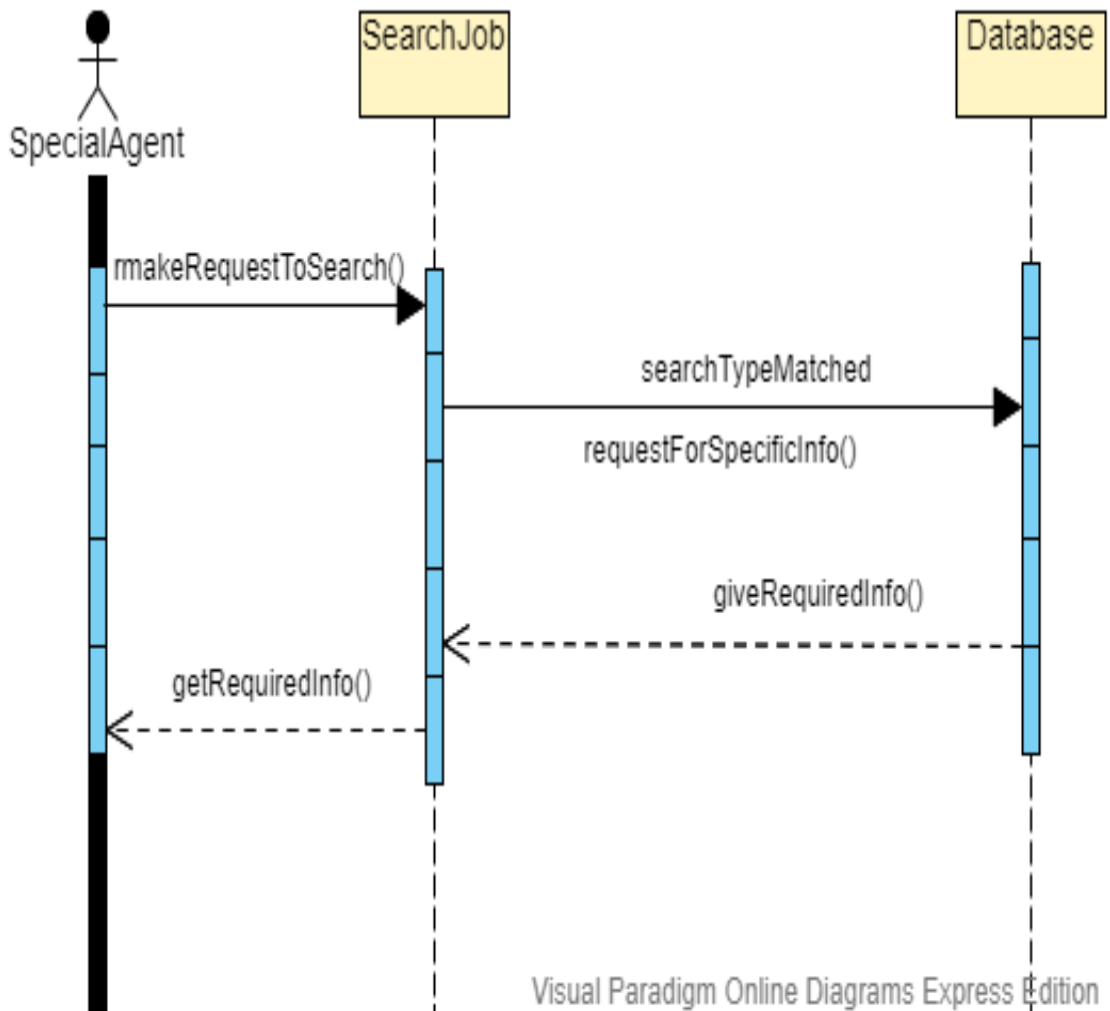 SearchJob
Database
SpecialAgent
rmakeRequestToSearch()
searchTypeMatched
requestForSpecificInfo()
giveRequiredInfo()
getRequiredInfo()
Visual Paradigm Online Diagrams Express Edition